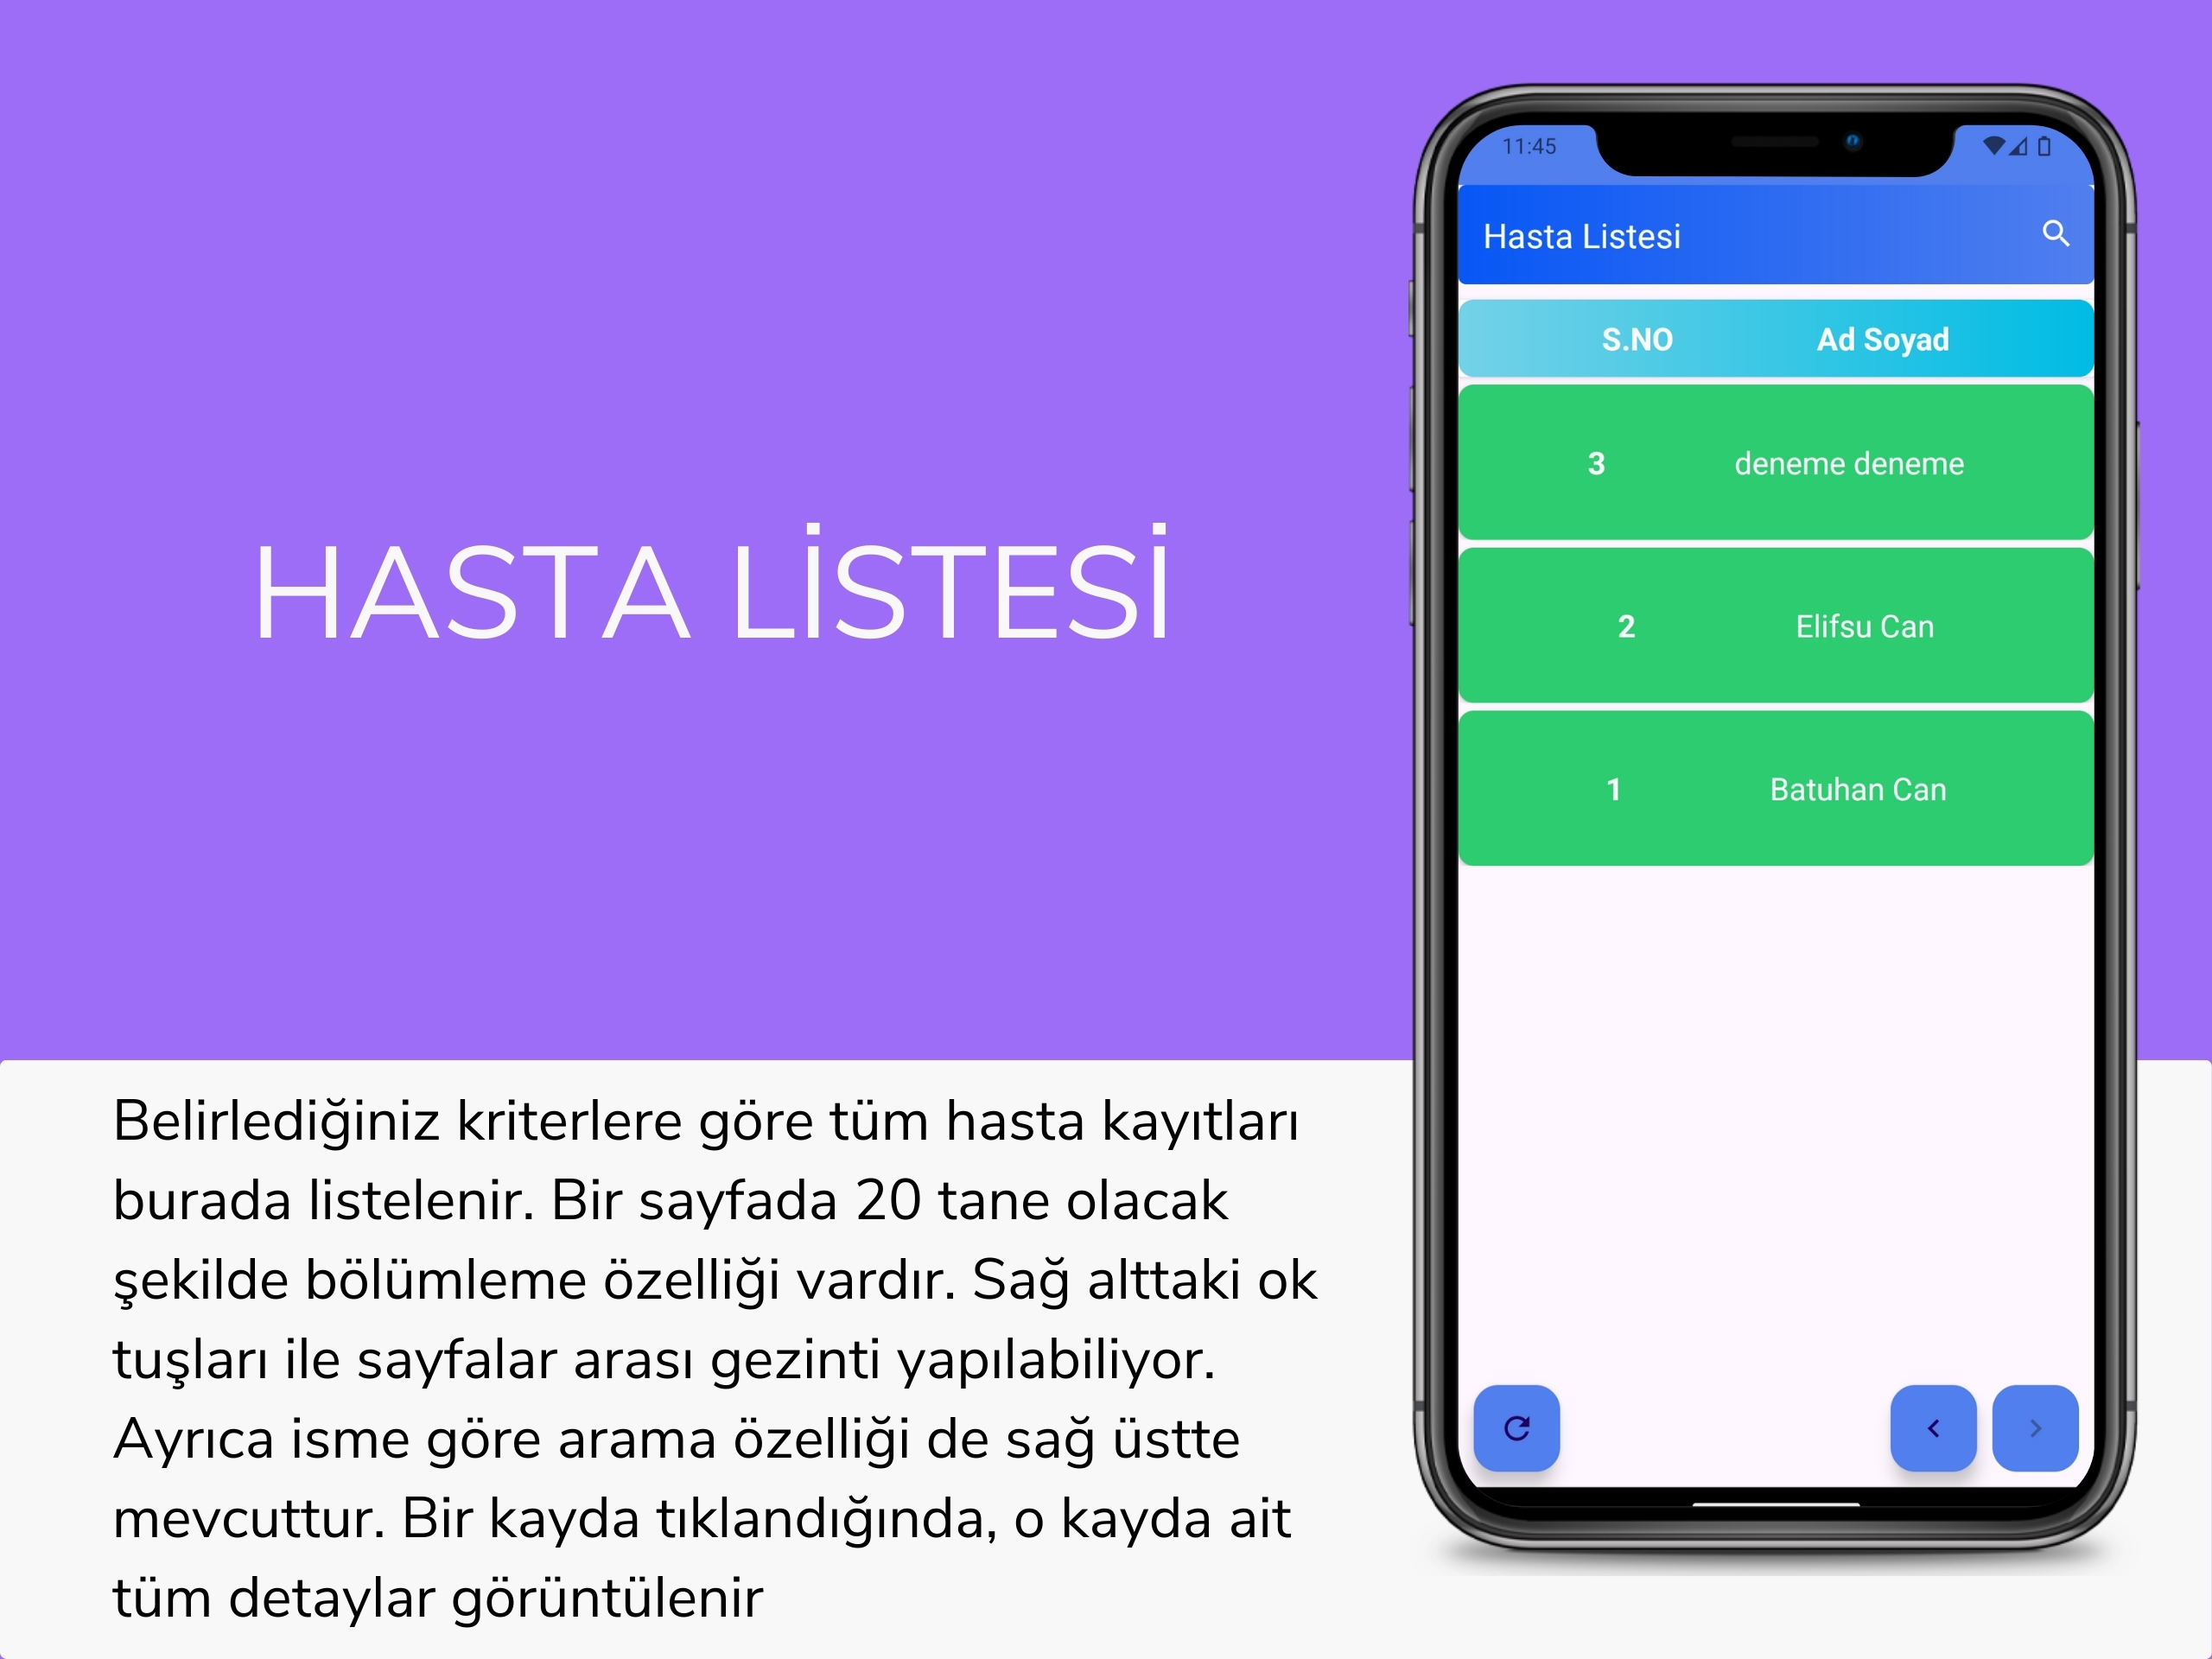 HASTA LİSTESİ
Belirlediğiniz kriterlere göre tüm hasta kayıtları
burada listelenir. Bir sayfada 20 tane olacak
şekilde bölümleme özelliği vardır. Sağ alttaki ok
tuşları ile sayfalar arası gezinti yapılabiliyor.
Ayrıca isme göre arama özelliği de sağ üstte
mevcuttur. Bir kayda tıklandığında, o kayda ait
tüm detaylar görüntülenir
11:45
Hasta Listesi
S.NO Ad Soyad
3 deneme deneme
2 Elifsu Can
1 Batuhan Can